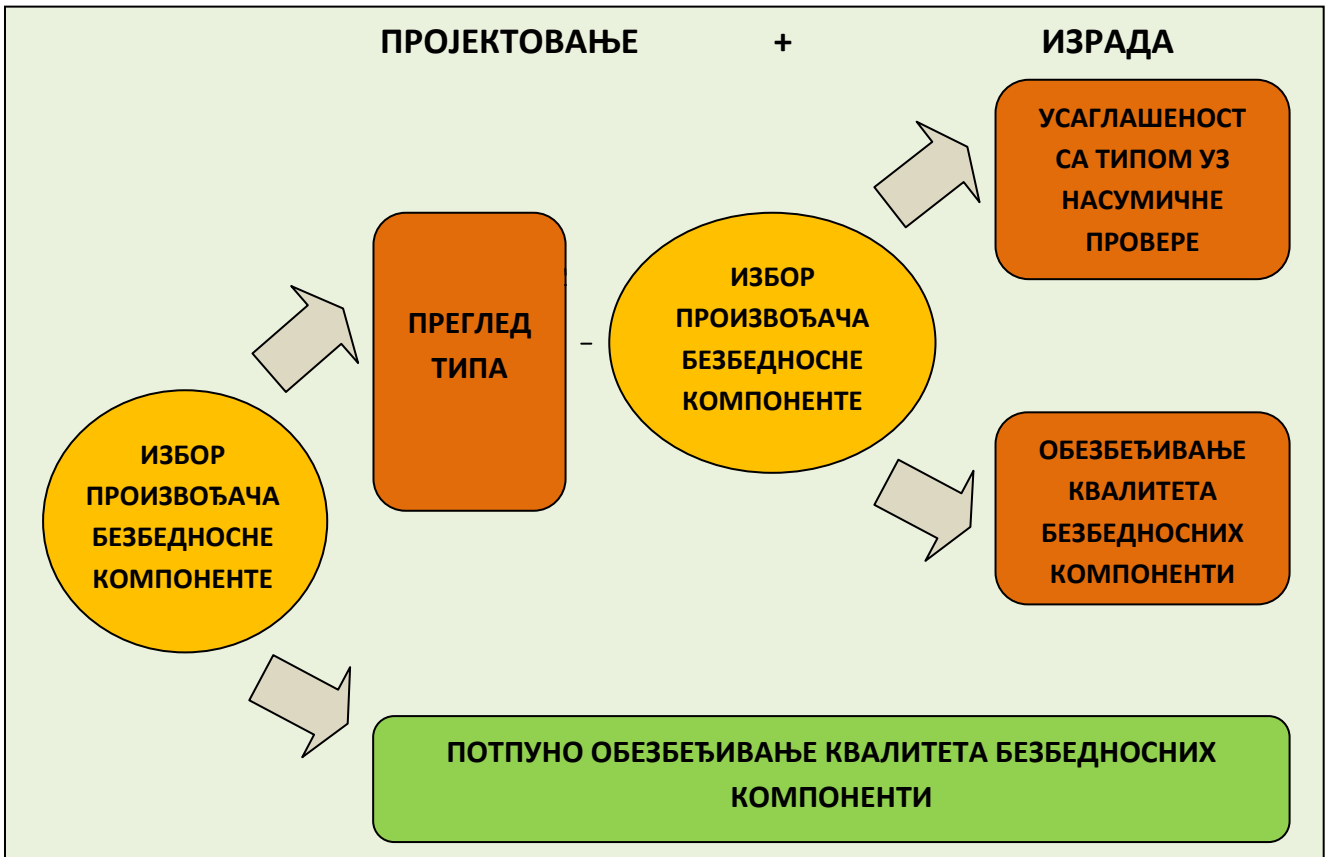 ПРОЈЕКТОВАЊЕ + ИЗРАДА
УСАГЛАШЕНОСТ
СА ТИПОМ УЗ
НАСУМИЧНЕ
ПРОВЕРЕ
ПРЕГЛЕД
ТИПА
–
ИЗБОР
ПРОИЗВОЂАЧА
БЕЗБЕДНОСНЕ
КОМПОНЕНТЕ
ИЗБОР
ПРОИЗВОЂАЧА
БЕЗБЕДНОСНЕ
КОМПОНЕНТЕ
ОБЕЗБЕЂИВАЊЕ
КВАЛИТЕТА
БЕЗБЕДНОСНИХ
КОМПОНЕНТИ
ПОТПУНО ОБЕЗБЕЂИВАЊЕ КВАЛИТЕТА БЕЗБЕДНОСНИХ
КОМПОНЕНТИ